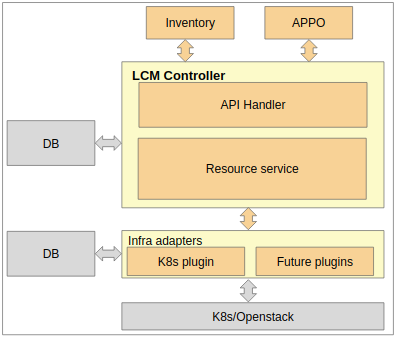 Inventory
APPO
LCM Controller
API Handler
DB
Resource service
Infra adapters
DB
K8s plugin
Future plugins
K8s/Openstack